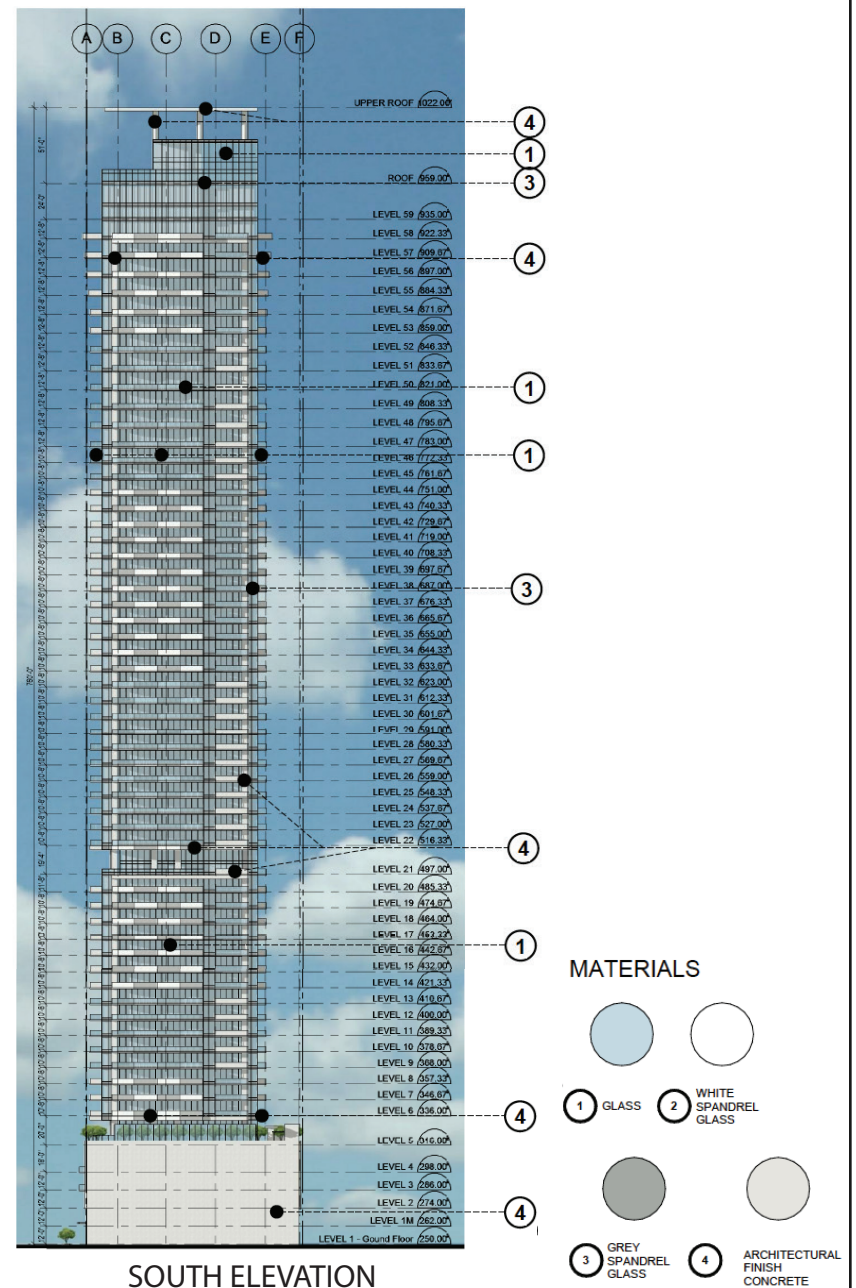 A B C D E F
UPPER ROOF 1022.00'
4
1
ROOF 959.00'
3
LEVEL 59 935.00'
LEVEL 58 922.33'
LEVEL 57 909.67'
4
LEVEL 56 897.00'
LEVEL 55 884.33'
LEVEL 54 871.67'
LEVEL 53 859.00'
LEVEL 52 846.33'
LEVEL 51 833.67'
LEVEL 50 821.00'
1
LEVEL 49 808.33'
LEVEL 48 795.67'
LEVEL 47 783.00'
LEVEL 46 772.33'
1
LEVEL 45 761.67'
LEVEL 44 751.00'
LEVEL 43 740.33'
LEVEL 42 729.67'
LEVEL 41 719.00'
LEVEL 40 708.33'
LEVEL 39 697.67'
LEVEL 38 687.00'
3
LEVEL 37 676.33'
LEVEL 36 665.67'
LEVEL 35 655.00'
LEVEL 34 644.33'
LEVEL 33 633.67'
LEVEL 32 623.00'
LEVEL 31 612.33'
LEVEL 30 601.67'
LEVEL 29 591.00'
LEVEL 28 580.33'
LEVEL 27 569.67'
LEVEL 26 559.00'
LEVEL 25 548.33'
LEVEL 24 537.67'
LEVEL 23 527.00'
LEVEL 22 516.33'
4
LEVEL 21 497.00'
LEVEL 20 485.33'
LEVEL 19 474.67'
LEVEL 18 464.00'
LEVEL 17 453.33'
1
LEVEL 16 442.67'
LEVEL 15 432.00'
LEVEL 14 421.33'
LEVEL 13 410.67'
LEVEL 12 400.00'
LEVEL 11 389.33'
LEVEL 10 378.67'
LEVEL 9 368.00'
LEVEL 8 357.33'
LEVEL 7 346.67'
LEVEL 6 336.00'
4
LEVEL 5 316.00'
LEVEL 4 298.00'
LEVEL 3 286.00'
LEVEL 2 274.00'
4
LEVEL 1M 262.00'
LEVEL 1 - Gound Floor 250.00'
SOUTH ELEVATION
MATERIALS
1 GLASS
2 WHITE
SPANDREL
GLASS
3 GREY
SPANDREL
GLASS
4 ARCHITECTURAL
FINISH
CONCRETE